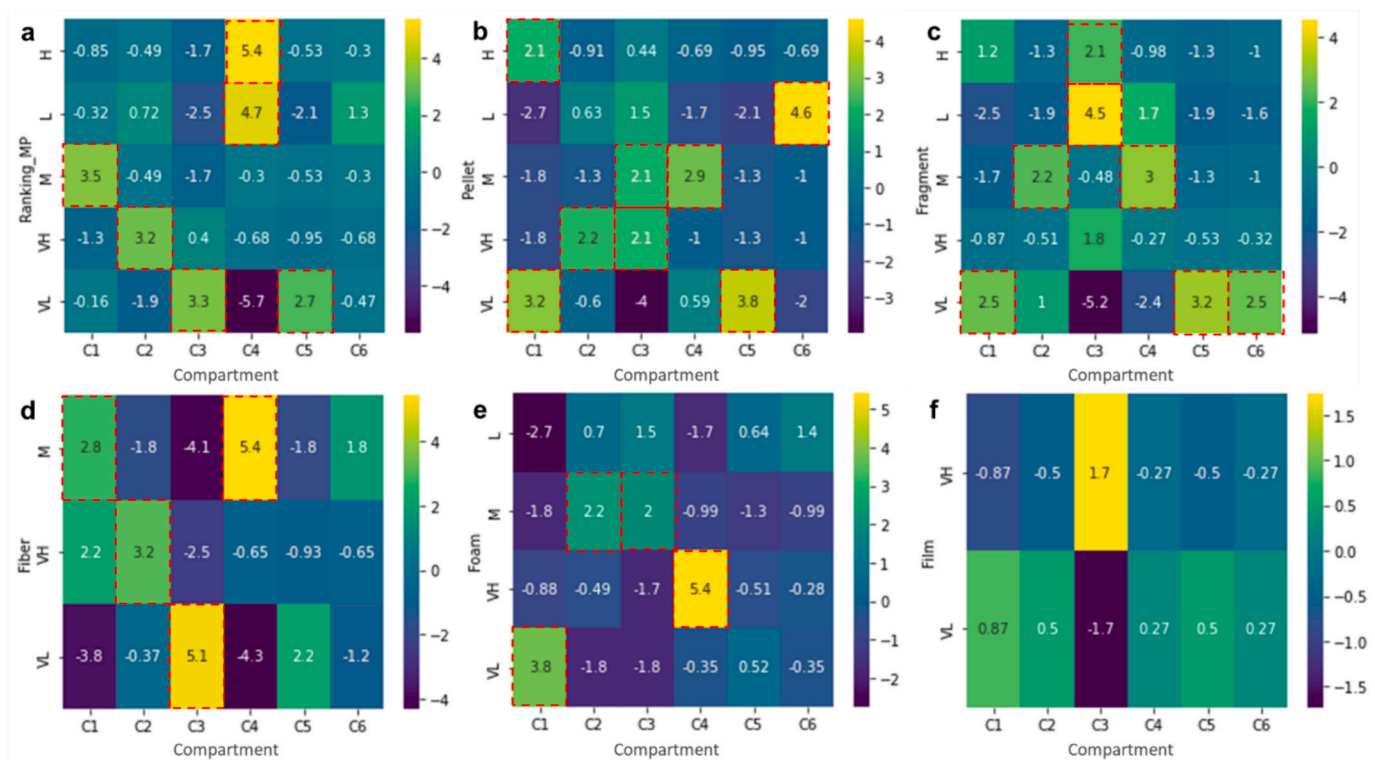 a
Ranking_MP
H -0.85 -0.49 -1.7 5.4 -0.53 -0.3
L -0.32 0.72 -2.5 4.7 -2.1 1.3
M 3.5 -0.49 -1.7 -0.3 -0.53 -0.3
VH -1.3 3.2 0.4 -0.68 -0.95 -0.68
VL -0.16 -1.9 3.3 -5.7 2.7 -0.47
C1 C2 C3 C4 C5 C6
Compartment
4
2
0
−2
−4
b
Pellet
2.1 -0.91 0.44 -0.69 -0.95 -0.69
L -2.7 0.63 1.5 -1.7 -2.1 4.6
M -1.8 -1.3 2.1 2.9 -1.3 -1
VH -1.8 2.2 2.1 -1 -1.3 -1
VL 3.2 -0.6 -4 0.59 3.8 -2
C1 C2 C3 C4 C5 C6
Compartment
4
3
2
1
0
−1
−2
−3
c
Fragment
H 1.2 -1.3 2.1 -0.98 -1.3 -1
L -2.5 -1.9 4.5 1.7 -1.9 -1.6
M -1.7 2.2 -0.48 3 -1.3 -1
VH -0.87 -0.51 1.8 -0.27 -0.53 -0.32
VL 2.5 1 -5.2 -2.4 3.2 2.5
C1 C2 C3 C4 C5 C6
Compartment
4
2
0
−2
−4
d
Fiber
M 2.8 -1.8 -4.1 5.4 -1.8 1.8
VH 2.2 3.2 -2.5 -0.65 -0.93 -0.65
VL -3.8 -0.37 5.1 -4.3 2.2 -1.2
C1 C2 C3 C4 C5 C6
Compartment
4
2
0
−2
−4
e
Foam
L -2.7 0.7 1.5 -1.7 0.64 1.4
M -1.8 2.2 2 -0.99 -1.3 -0.99
VH -0.88 -0.49 -1.7 5.4 -0.51 -0.28
VL 3.8 -1.8 -1.8 -0.35 0.52 -0.35
C1 C2 C3 C4 C5 C6
Compartment
5
4
3
2
1
0
−1
−2
f
Film
VH -0.87 -0.5 1.7 -0.27 -0.5 -0.27
VL 0.87 0.5 -1.7 0.27 0.5 0.27
C1 C2 C3 C4 C5 C6
Compartment
1.5
1.0
0.5
0.0
−0.5
−1.0
−1.5